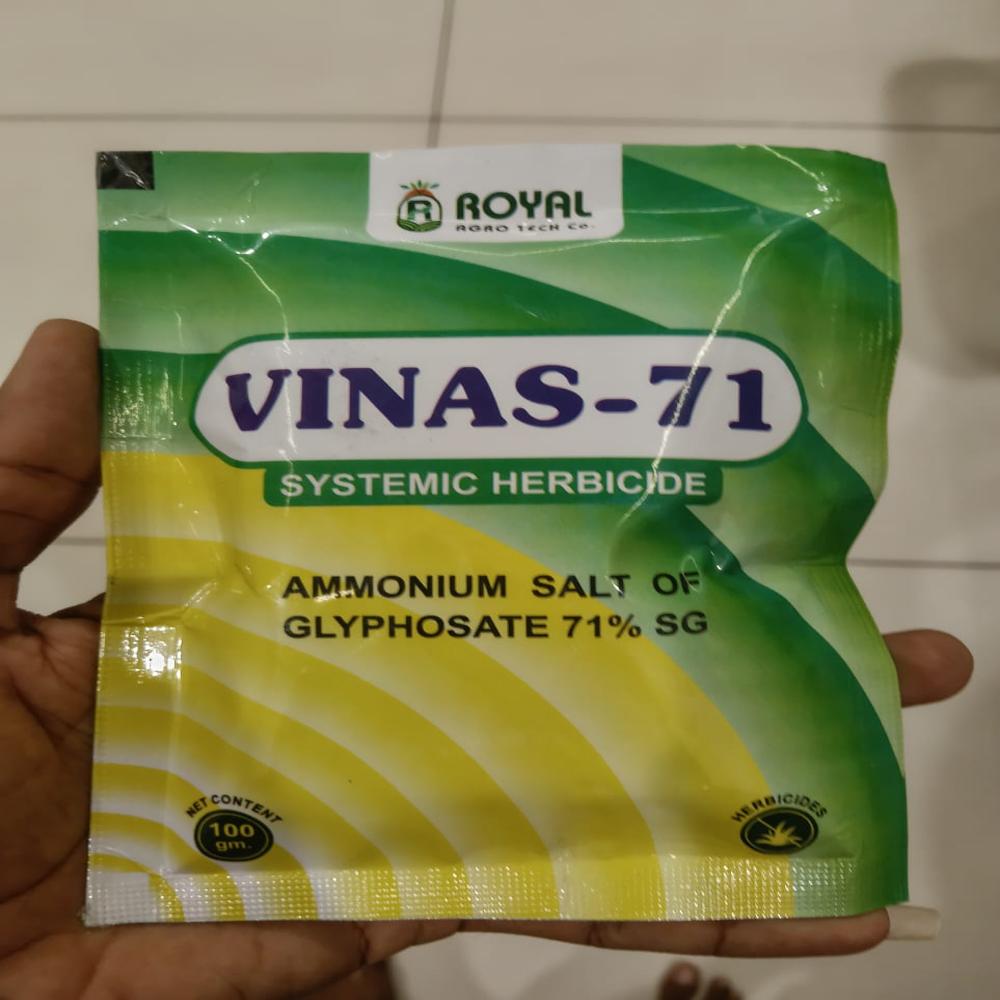 R ROYAL
AGRO TECH Co.
VINAS-71
SYSTEMIC HERBICIDE
AMMONIUM SALT OF
GLYPHOSATE 71% SG
NET CONTENT
100
gm.
HERBICIDES